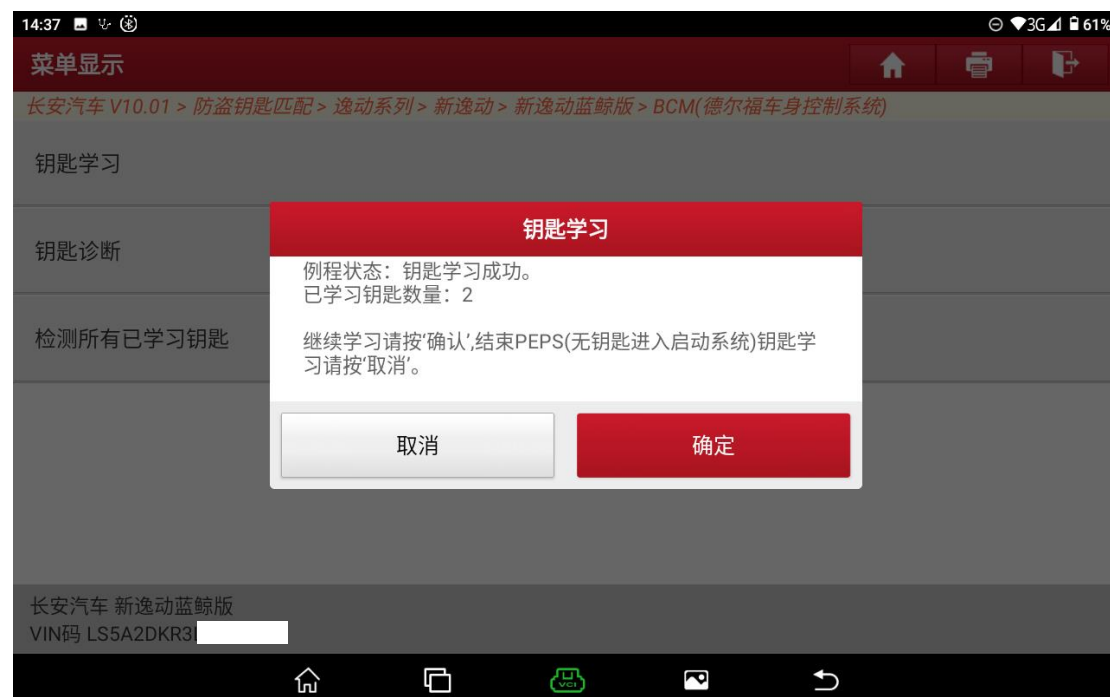 14:37
3G 61%
菜单显示
长安汽车 V10.01 > 防盗钥匙匹配 > 逸动系列 > 新逸动 > 新逸动蓝鲸版 > BCM(德尔福车身控制系统)
钥匙学习
钥匙诊断
检测所有已学习钥匙
钥匙学习
例程状态：钥匙学习成功。
已学习钥匙数量：2
继续学习请按'确认',结束PEPS(无钥匙进入启动系统)钥匙学
习请按'取消'。
取消
确定
长安汽车 新逸动蓝鲸版
VIN码 LS5A2DKR3
VCI